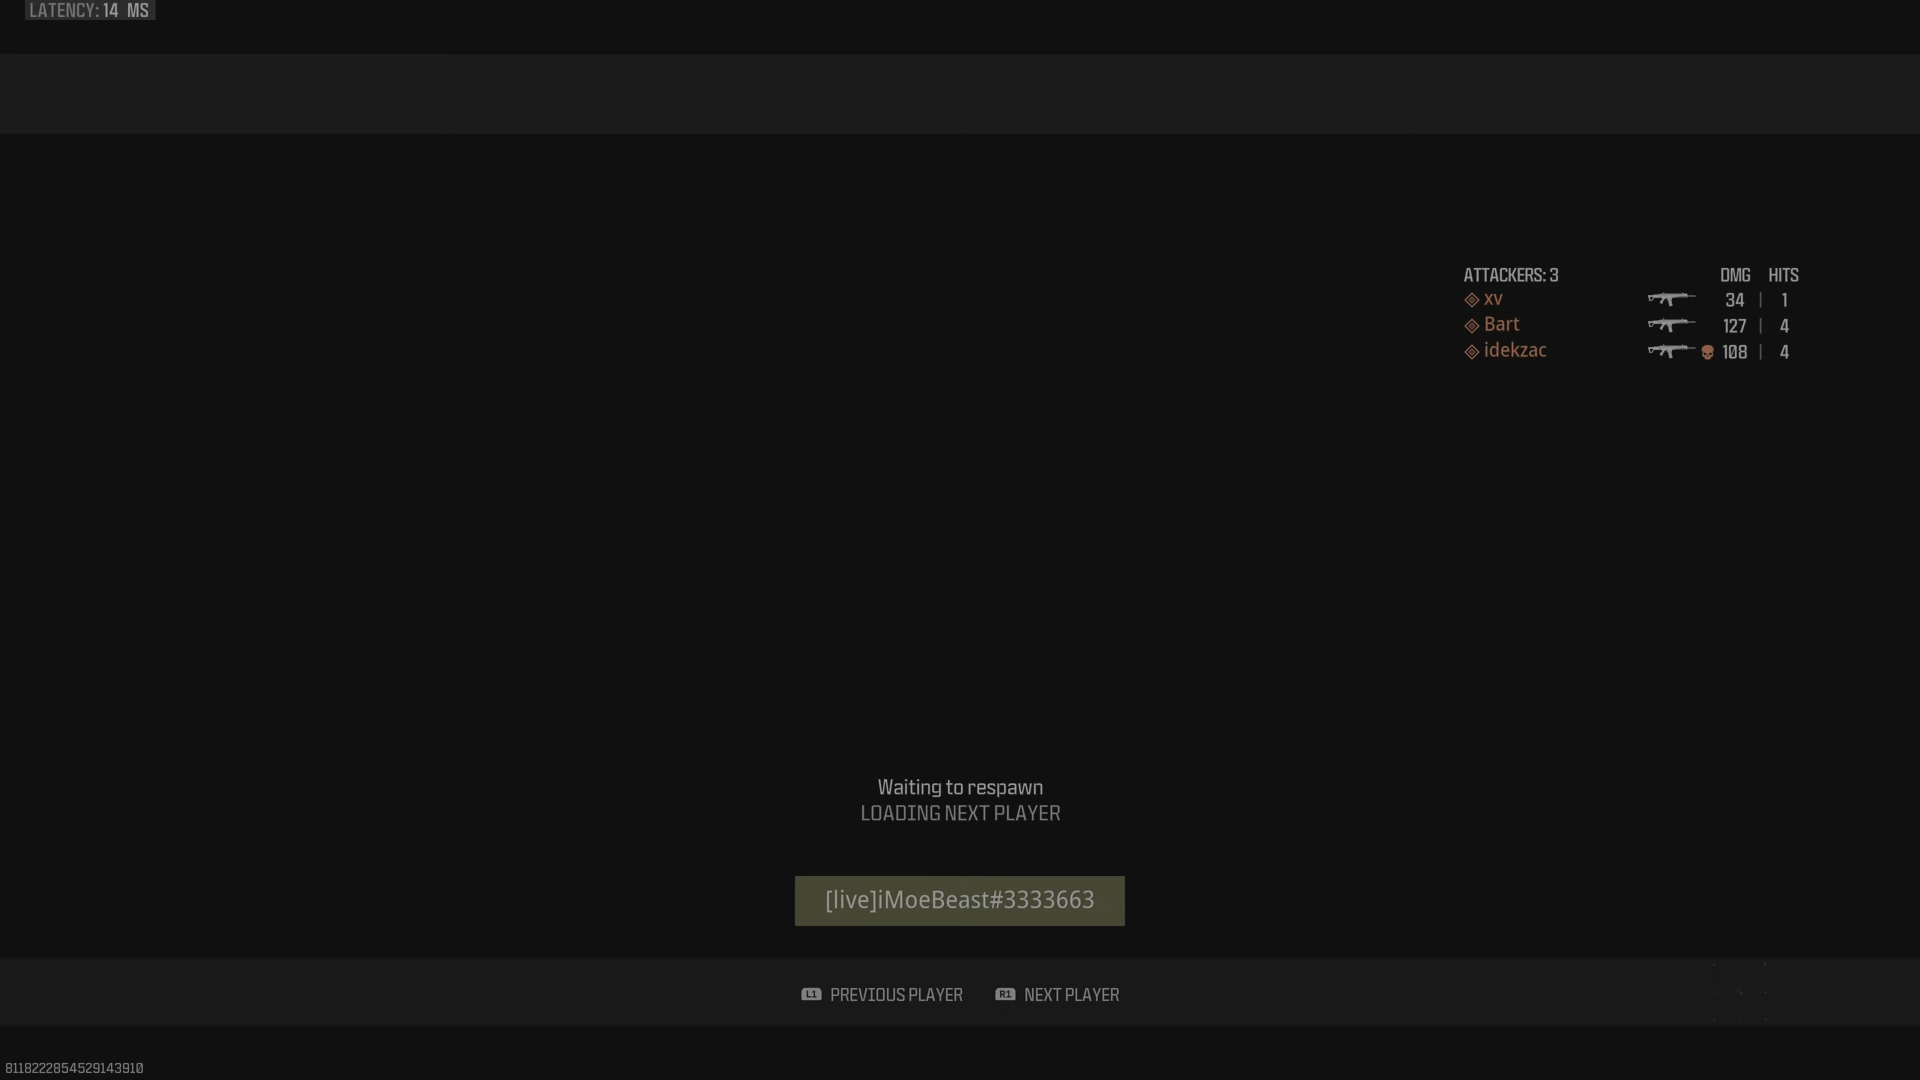 LATENCY: 14 MS
ATTACKERS: 3 DMG HITS
xv 34 | 1
Bart 127 | 4
idekzac 108 | 4
Waiting to respawn
LOADING NEXT PLAYER
[live]iMoeBeast#3333663
L1 PREVIOUS PLAYER R1 NEXT PLAYER
8118222854529143910